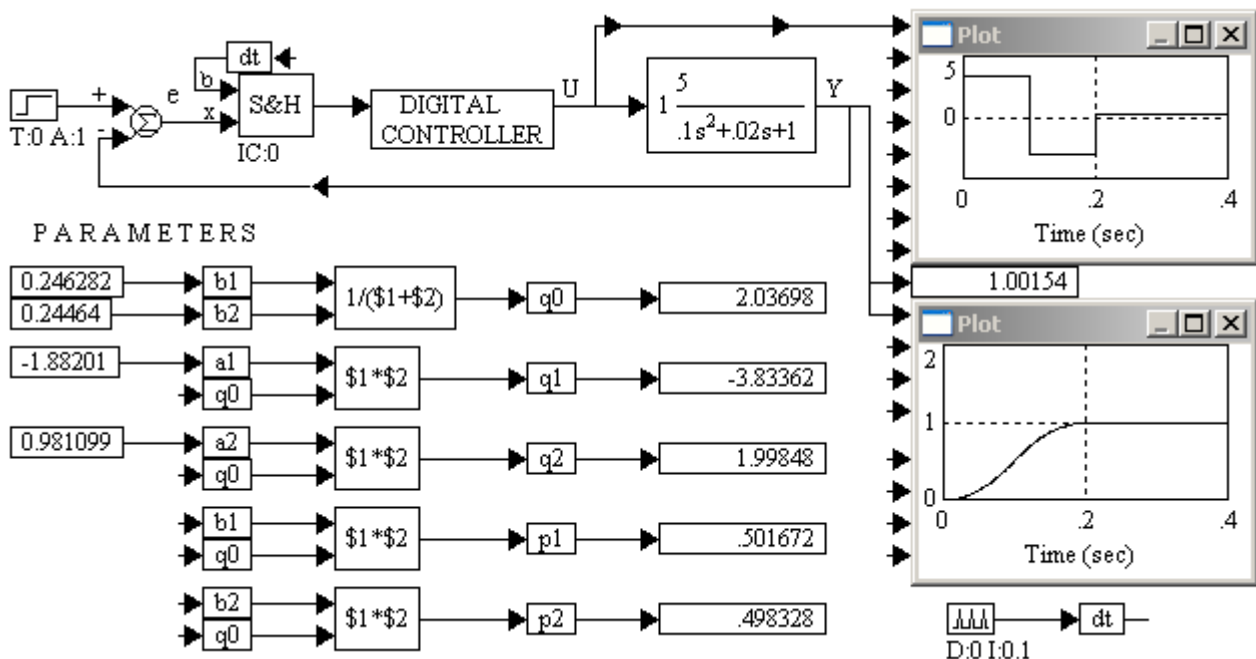 dt
b
e
x
+
-
Σ
T:0 A:1
S&H
IC:0
DIGITAL
CONTROLLER
U
1
5
.1s²+.02s+1
Y
Plot
5
0
0 .2 .4
Time (sec)
P A R A M E T E R S
0.246282 b1
0.24464 b2
1/($1+$2) q0 2.03698
-1.88201 a1
q0
$1*$2 q1 -3.83362
0.981099 a2
q0
$1*$2 q2 1.99848
b1
q0
$1*$2 p1 .501672
b2
q0
$1*$2 p2 .498328
1.00154
Plot
2
1
0
0 .2 .4
Time (sec)
dt
D:0 I:0.1